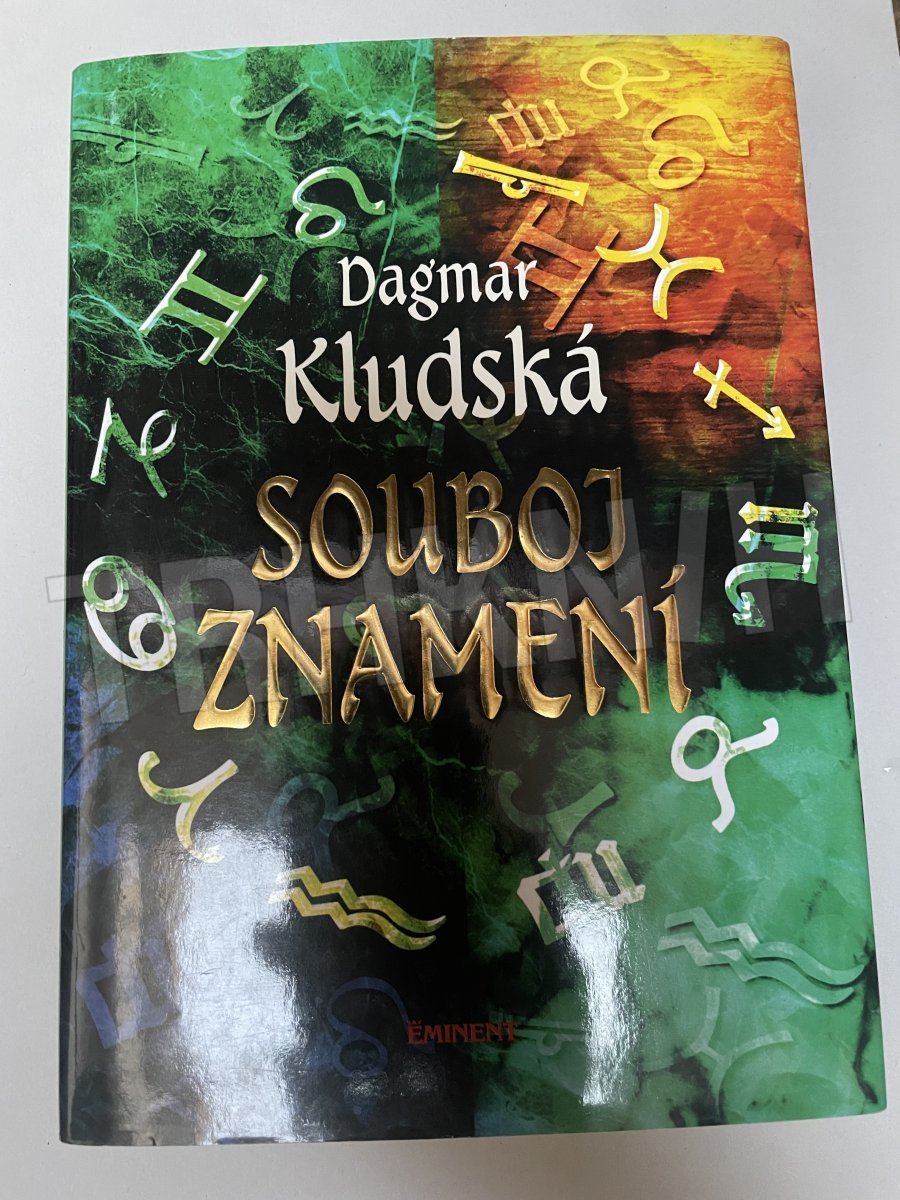 Dagmar
Kludská
SOUBOJ
ZNAMENÍ
EMINENT